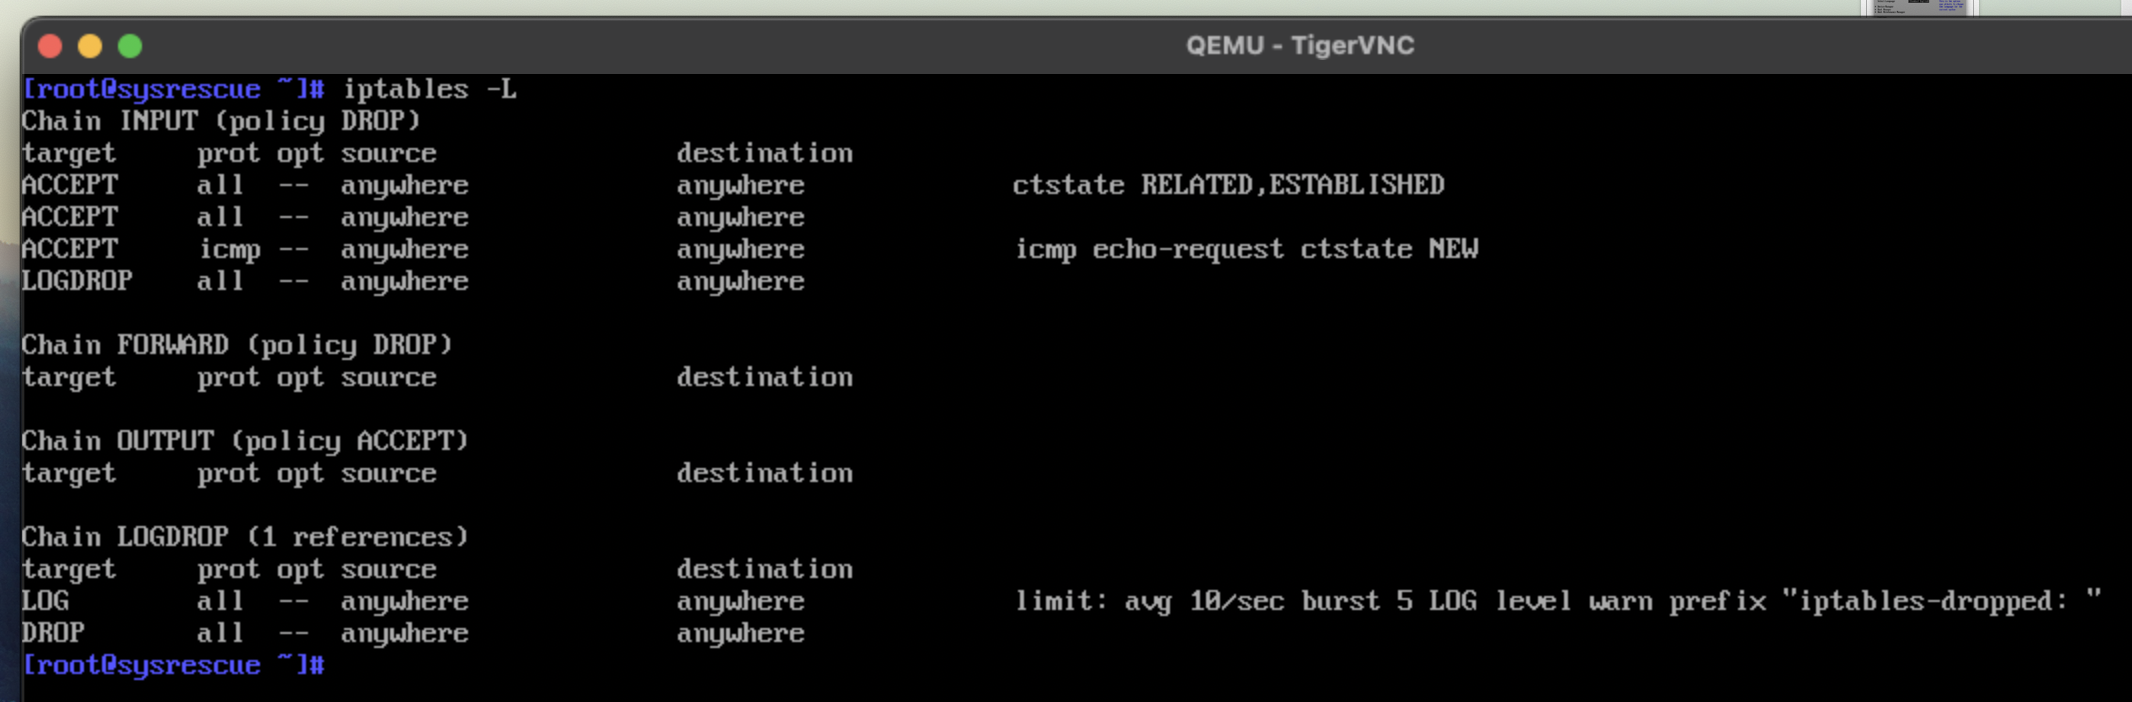 QEMU - TigerVNC
[root@sysrescue ~]# iptables -L
Chain INPUT (policy DROP)
target     prot opt source               destination
ACCEPT     all  --  anywhere             anywhere             ctstate RELATED,ESTABLISHED
ACCEPT     all  --  anywhere             anywhere
ACCEPT     icmp --  anywhere             anywhere             icmp echo-request ctstate NEW
LOGDROP    all  --  anywhere             anywhere
Chain FORWARD (policy DROP)
target     prot opt source               destination
Chain OUTPUT (policy ACCEPT)
target     prot opt source               destination
Chain LOGDROP (1 references)
target     prot opt source               destination
LOG        all  --  anywhere             anywhere             limit: avg 10/sec burst 5 LOG level warn prefix "iptables-dropped: "
DROP       all  --  anywhere             anywhere
[root@sysrescue ~]#